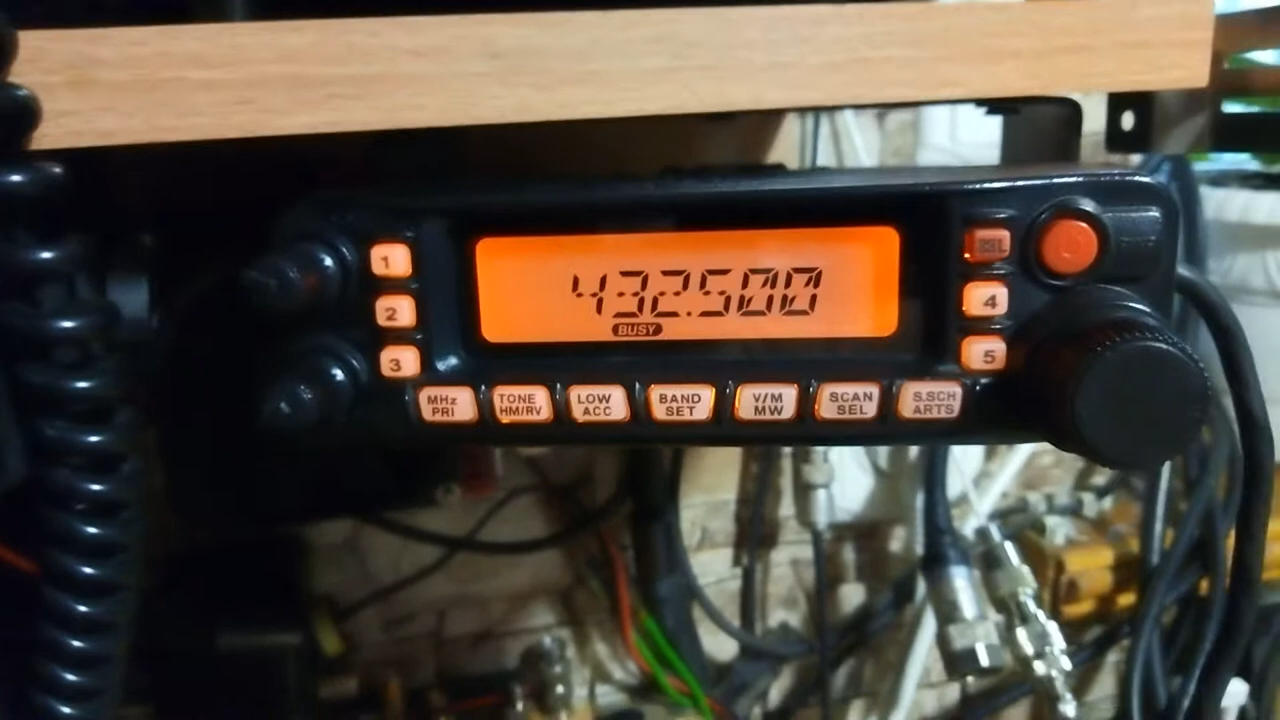 1
2
3
432.500
BUSY
4
5
MHz
PRI
TONE
HM/RV
LOW
ACC
BAND
SET
V/M
MW
SCAN
SEL
S.SCH
ARTS